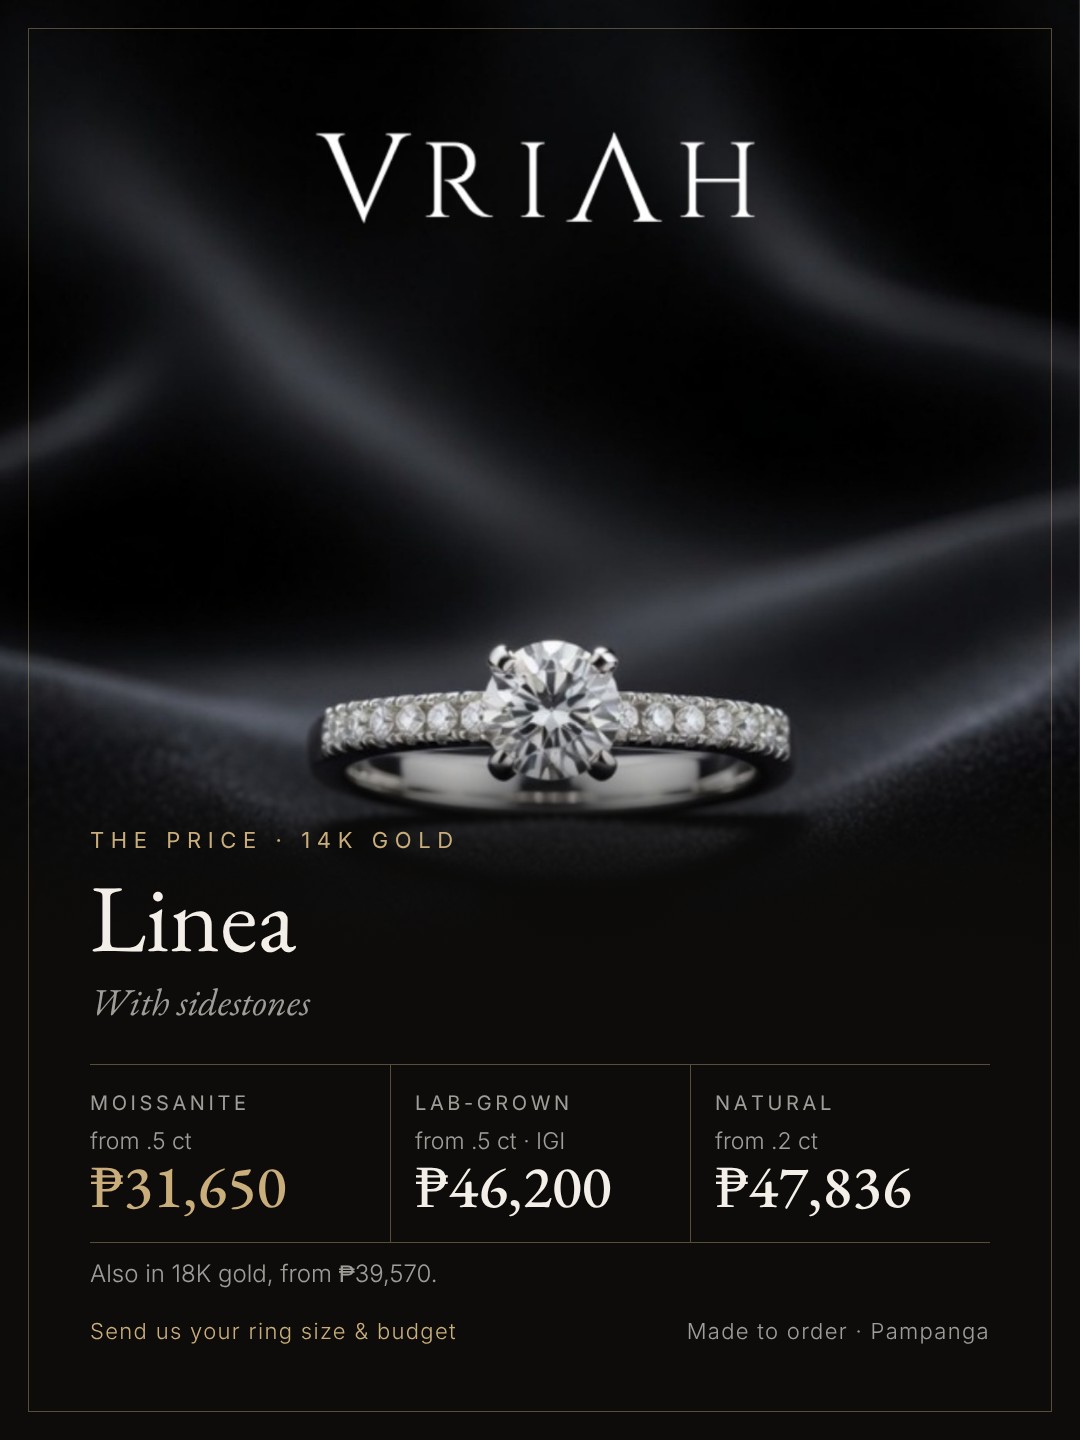 VRIAH
THE PRICE · 14K GOLD
Linea
With sidestones
MOISSANITE
from .5 ct
₱31,650
LAB-GROWN
from .5 ct · IGI
₱46,200
NATURAL
from .2 ct
₱47,836
Also in 18K gold, from ₱39,570.
Send us your ring size & budget
Made to order · Pampanga